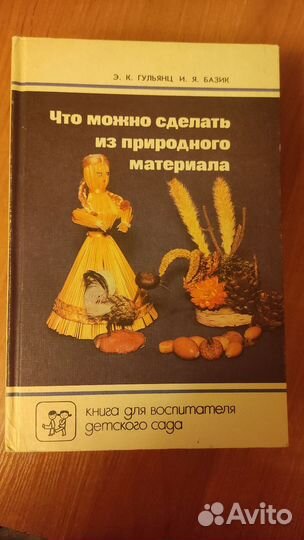 Э. К. ГУЛЬЯНЦ И. Я. БАЗИК
Что можно сделать
из природного
материала
книга для воспитателя
детского сада
Avito